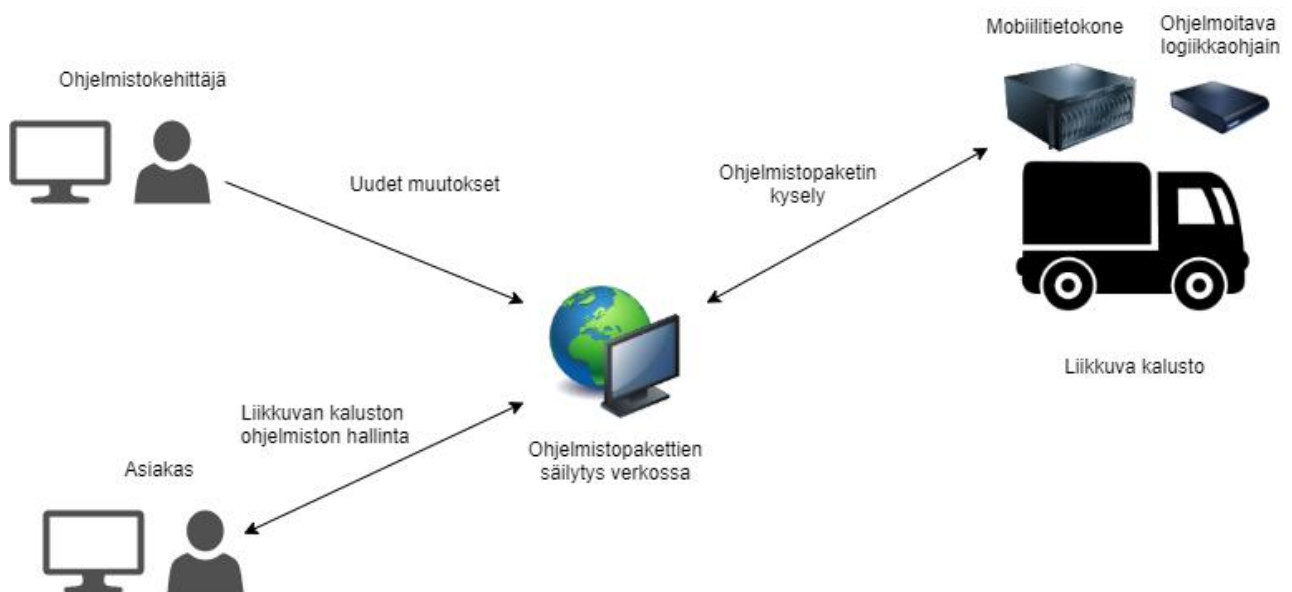 Mobiilitietokone
Ohjelmoitava
logiikkaohjain
Ohjelmistokehittäjä
Uudet muutokset
Ohjelmistopaketin
kysely
Liikkuva kalusto
Liikkuvan kaluston
ohjelmiston hallinta
Ohjelmistopakettien
säilytys verkossa
Asiakas